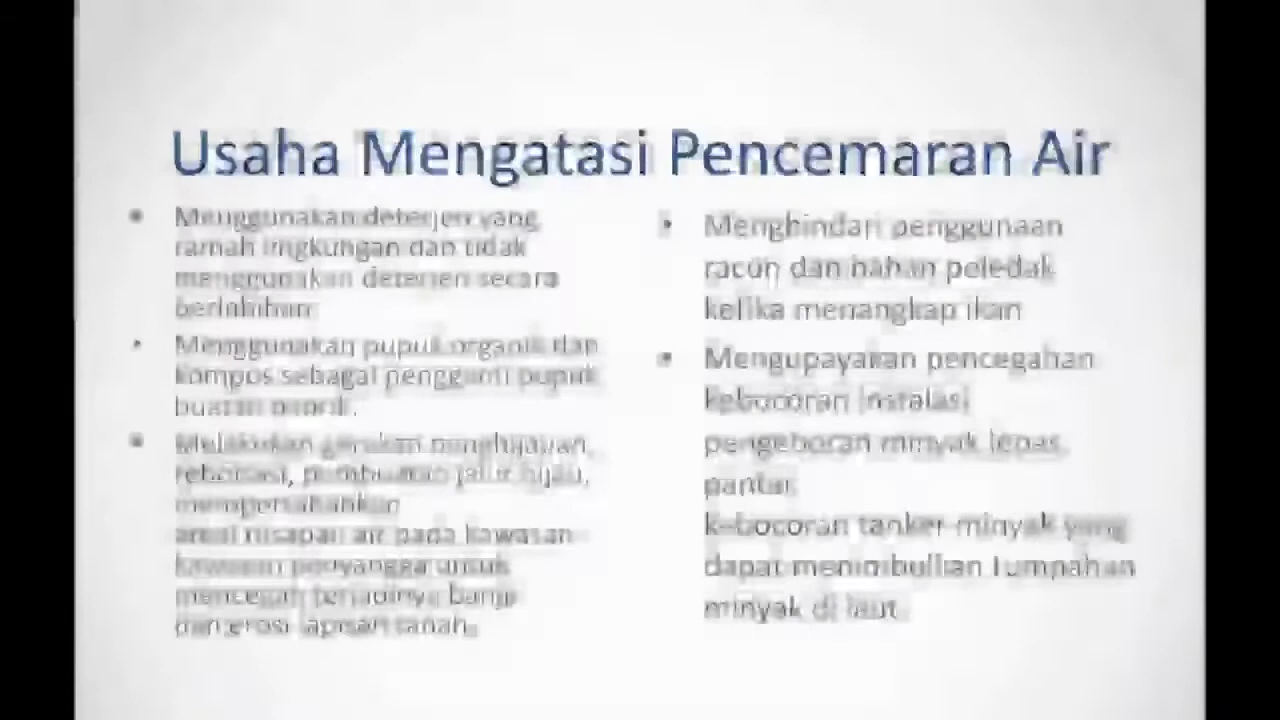 Usaha Mengatasi Pencemaran Air
Menggunakan deterjen yang
ramah lingkungan dan tidak
menggunakan deterjen secara
berlebihan
Menggunakan pupuk organik dan
kompos sebagai pengganti pupuk
buatan pabrik.
Melakukan gerakan penghijauan,
reboisasi, pembuatan jalur hijau,
mempertahankan
areal resapan air pada kawasan
kawasan penyangga untuk
mencegah terjadinya banjir
dan erosi lapisan tanah.
Menghindari penggunaan
racun dan bahan peledak
ketika menangkap ikan
Mengupayakan pencegahan
kebocoran instalasi
pengeboran minyak lepas
pantai
kebocoran tanker minyak yang
dapat menimbulkan tumpahan
minyak di laut.